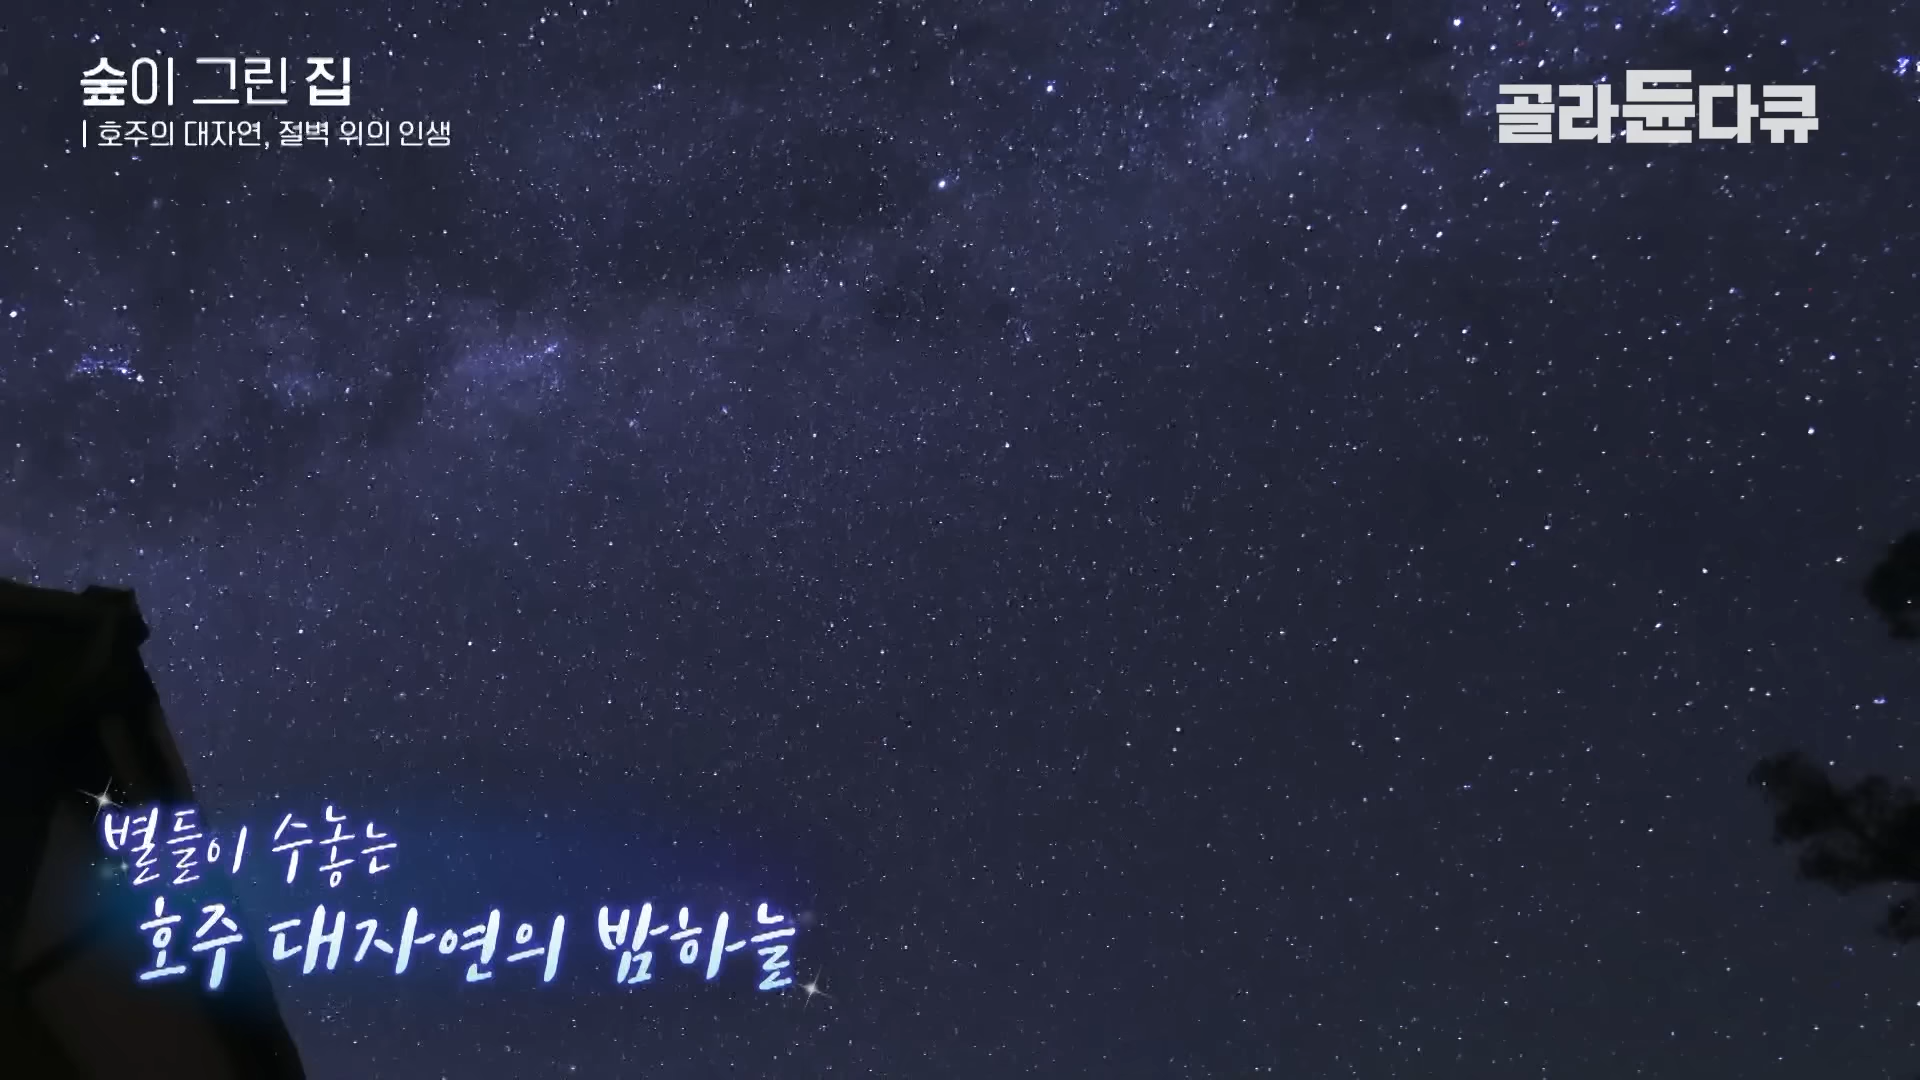 숲이 그린 집
| 호주의 대자연, 절벽 위의 인생
골라듄다큐
별들이 수놓는
호주 대자연의 밤하늘